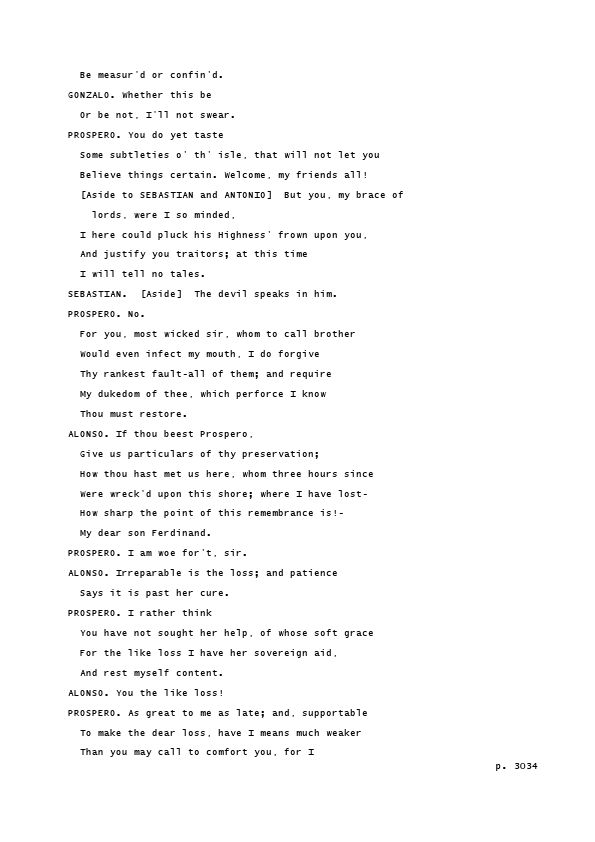 Be measur'd or confin'd.
GONZALO. Whether this be
Or be not, I'll not swear.
PROSPERO. You do yet taste
Some subtleties o' th' isle, that will not let you
Believe things certain. Welcome, my friends all!
[Aside to SEBASTIAN and ANTONIO]  But you, my brace of
lords, were I so minded,
I here could pluck his Highness' frown upon you,
And justify you traitors; at this time
I will tell no tales.
SEBASTIAN.  [Aside]  The devil speaks in him.
PROSPERO. No.
For you, most wicked sir, whom to call brother
Would even infect my mouth, I do forgive
Thy rankest fault-all of them; and require
My dukedom of thee, which perforce I know
Thou must restore.
ALONSO. If thou beest Prospero,
Give us particulars of thy preservation;
How thou hast met us here, whom three hours since
Were wreck'd upon this shore; where I have lost-
How sharp the point of this remembrance is!-
My dear son Ferdinand.
PROSPERO. I am woe for't, sir.
ALONSO. Irreparable is the loss; and patience
Says it is past her cure.
PROSPERO. I rather think
You have not sought her help, of whose soft grace
For the like loss I have her sovereign aid,
And rest myself content.
ALONSO. You the like loss!
PROSPERO. As great to me as late; and, supportable
To make the dear loss, have I means much weaker
Than you may call to comfort you, for I
p. 3034